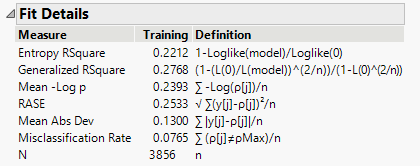 Fit Details
Measure Training Definition
Entropy RSquare 0.2212 1-Loglike(model)/Loglike(0)
Generalized RSquare 0.2768 (1-(L(0)/L(model))^(2/n))/(1-L(0)^(2/n))
Mean -Log p 0.2393 ∑ -Log(ρ[j])/n
RASE 0.2533 √ ∑(y[j]-ρ[j])²/n
Mean Abs Dev 0.1300 ∑ |y[j]-ρ[j]|/n
Misclassification Rate 0.0765 ∑ (ρ[j]≠ρMax)/n
N 3856 n